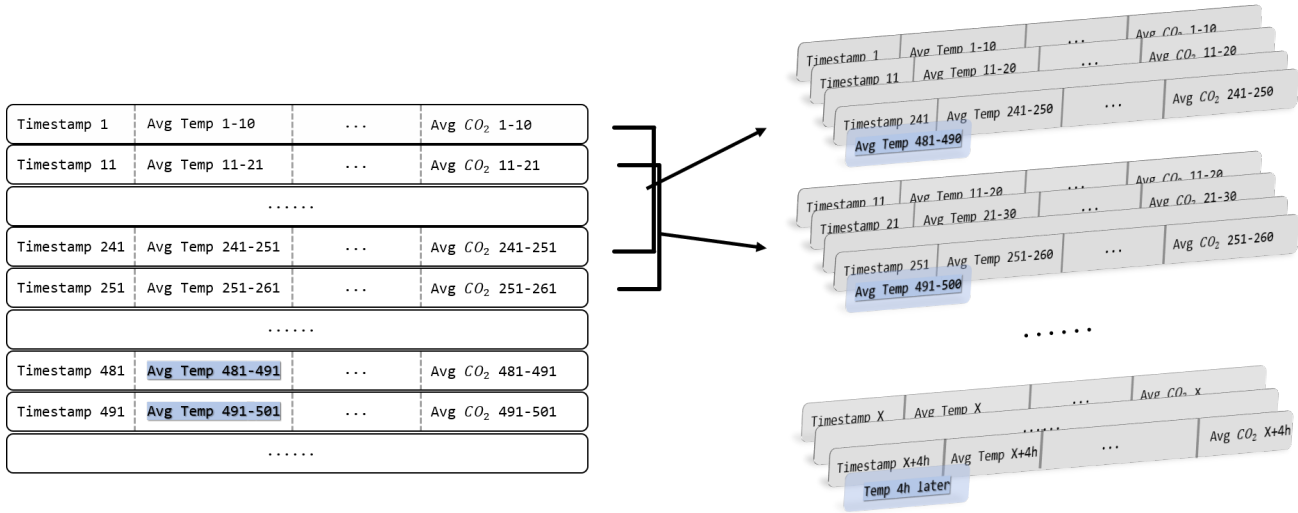 Timestamp 1 Avg Temp 1-10 ... Avg CO₂ 1-10
Timestamp 11 Avg Temp 11-21 ... Avg CO₂ 11-21
......
Timestamp 241 Avg Temp 241-251 ... Avg CO₂ 241-251
Timestamp 251 Avg Temp 251-261 ... Avg CO₂ 251-261
......
Timestamp 481 Avg Temp 481-491 ... Avg CO₂ 481-491
Timestamp 491 Avg Temp 491-501 ... Avg CO₂ 491-501
......
Timestamp 1 Avg Temp 1-10 ... Avg CO₂ 1-10
Timestamp 11 Avg Temp 11-20 ... Avg CO₂ 11-20
Timestamp 241 Avg Temp 241-250 ... Avg CO₂ 241-250
Avg Temp 481-490
Timestamp 11 Avg Temp 11-20 ... Avg CO₂ 11-20
Timestamp 21 Avg Temp 21-30 ... Avg CO₂ 21-30
Timestamp 251 Avg Temp 251-260 ... Avg CO₂ 251-260
Avg Temp 491-500
......
Timestamp X Avg Temp X ... Avg CO₂ X
......
Timestamp X+4h Avg Temp X+4h ... Avg CO₂ X+4h
Temp 4h later